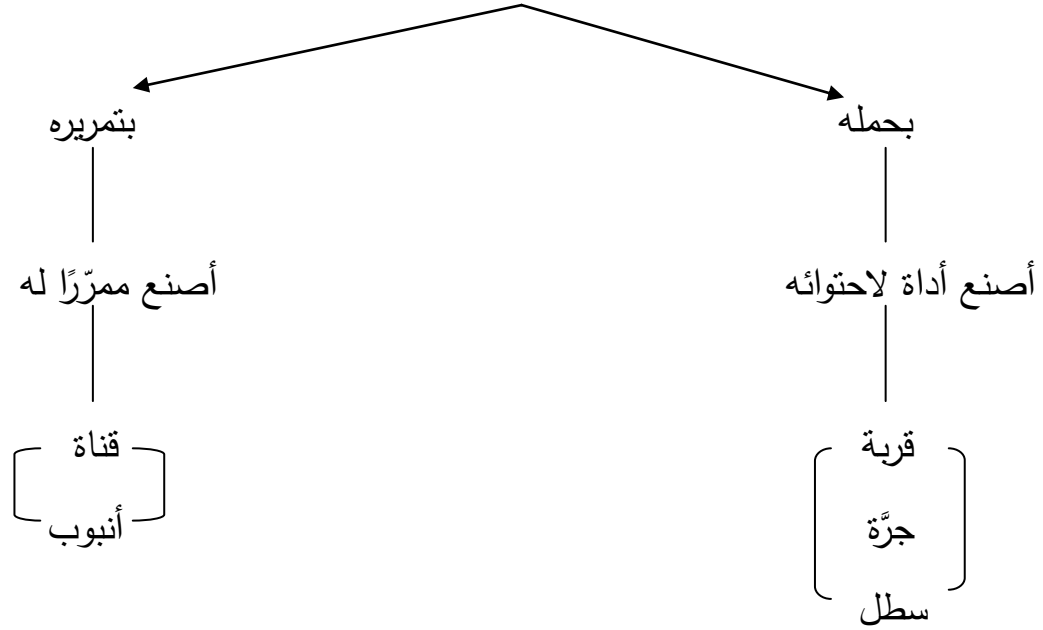 بحمله
بتمريره
أصنع أداة لاحتوائه
أصنع ممرّرًا له
قربة
قناة
جرَّة
أنبوب
سطل